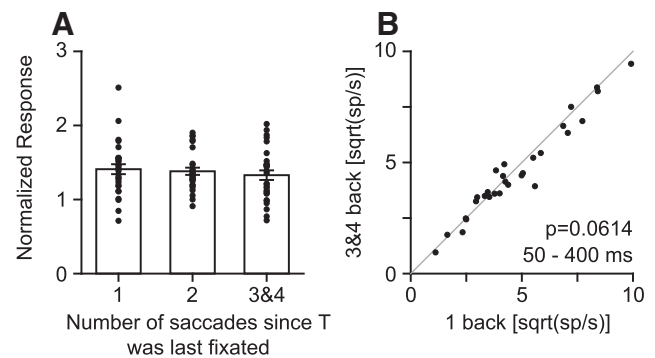 A
Normalized Response
3
2
1
0
1 2 3&4
Number of saccades since T
was last fixated
B
3&4 back [sqrt(sp/s)]
10
5
0
p=0.0614
50 - 400 ms
0 5 10
1 back [sqrt(sp/s)]